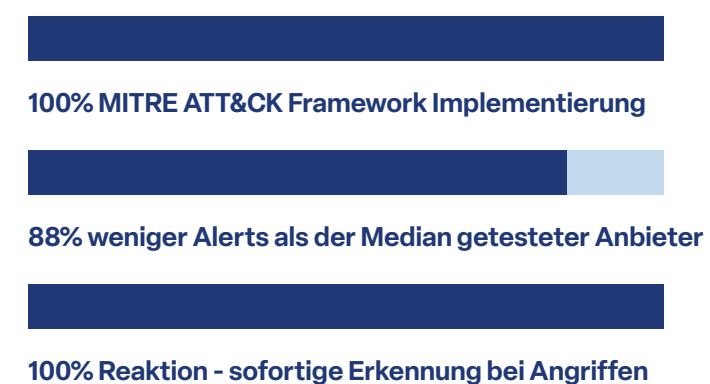 100% MITRE ATT&CK Framework Implementierung
88% weniger Alerts als der Median getesteter Anbieter
100% Reaktion - sofortige Erkennung bei Angriffen